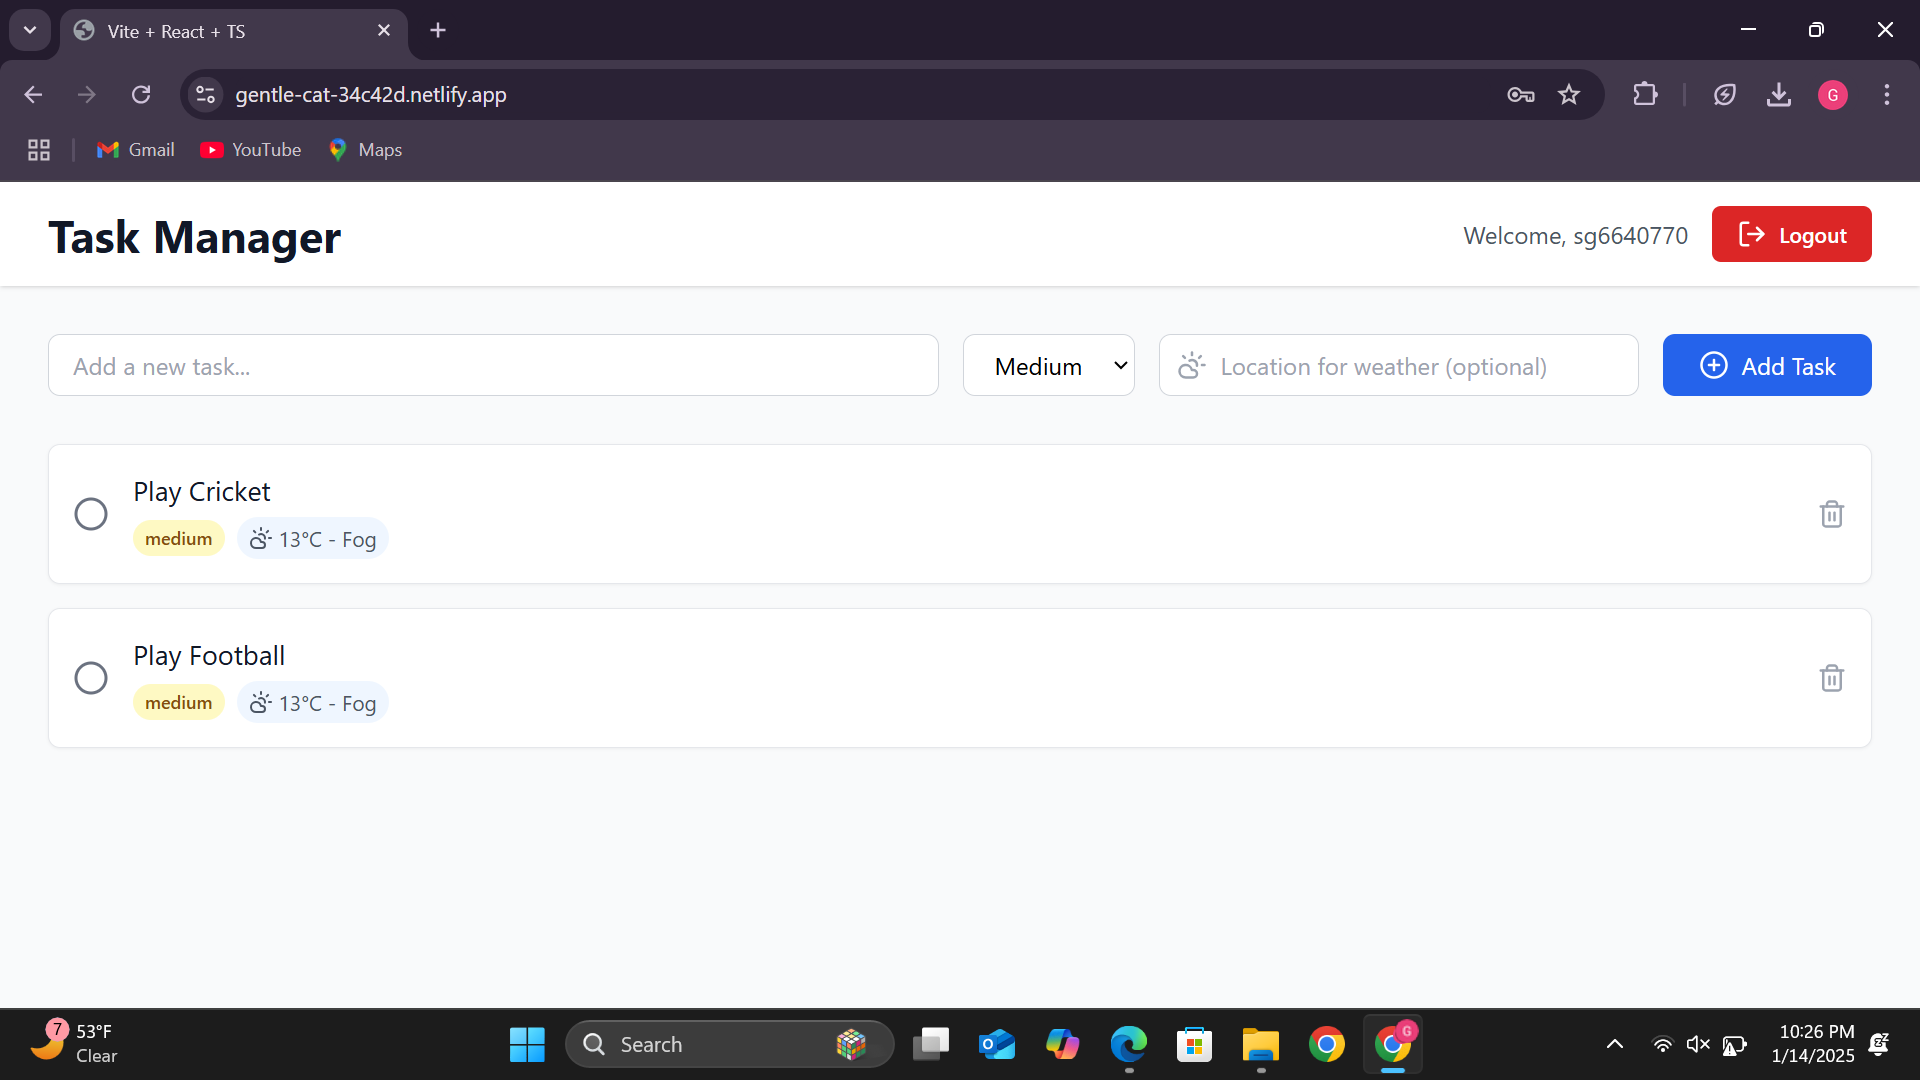 Vite + React + TS
gentle-cat-34c42d.netlify.app
G
Gmail YouTube Maps
Task Manager
Welcome, sg6640770 Logout
Add a new task... Medium Location for weather (optional) Add Task
Play Cricket
medium 13°C - Fog
Play Football
medium 13°C - Fog
7 53°F
Clear
Search
G
10:26 PM
1/14/2025